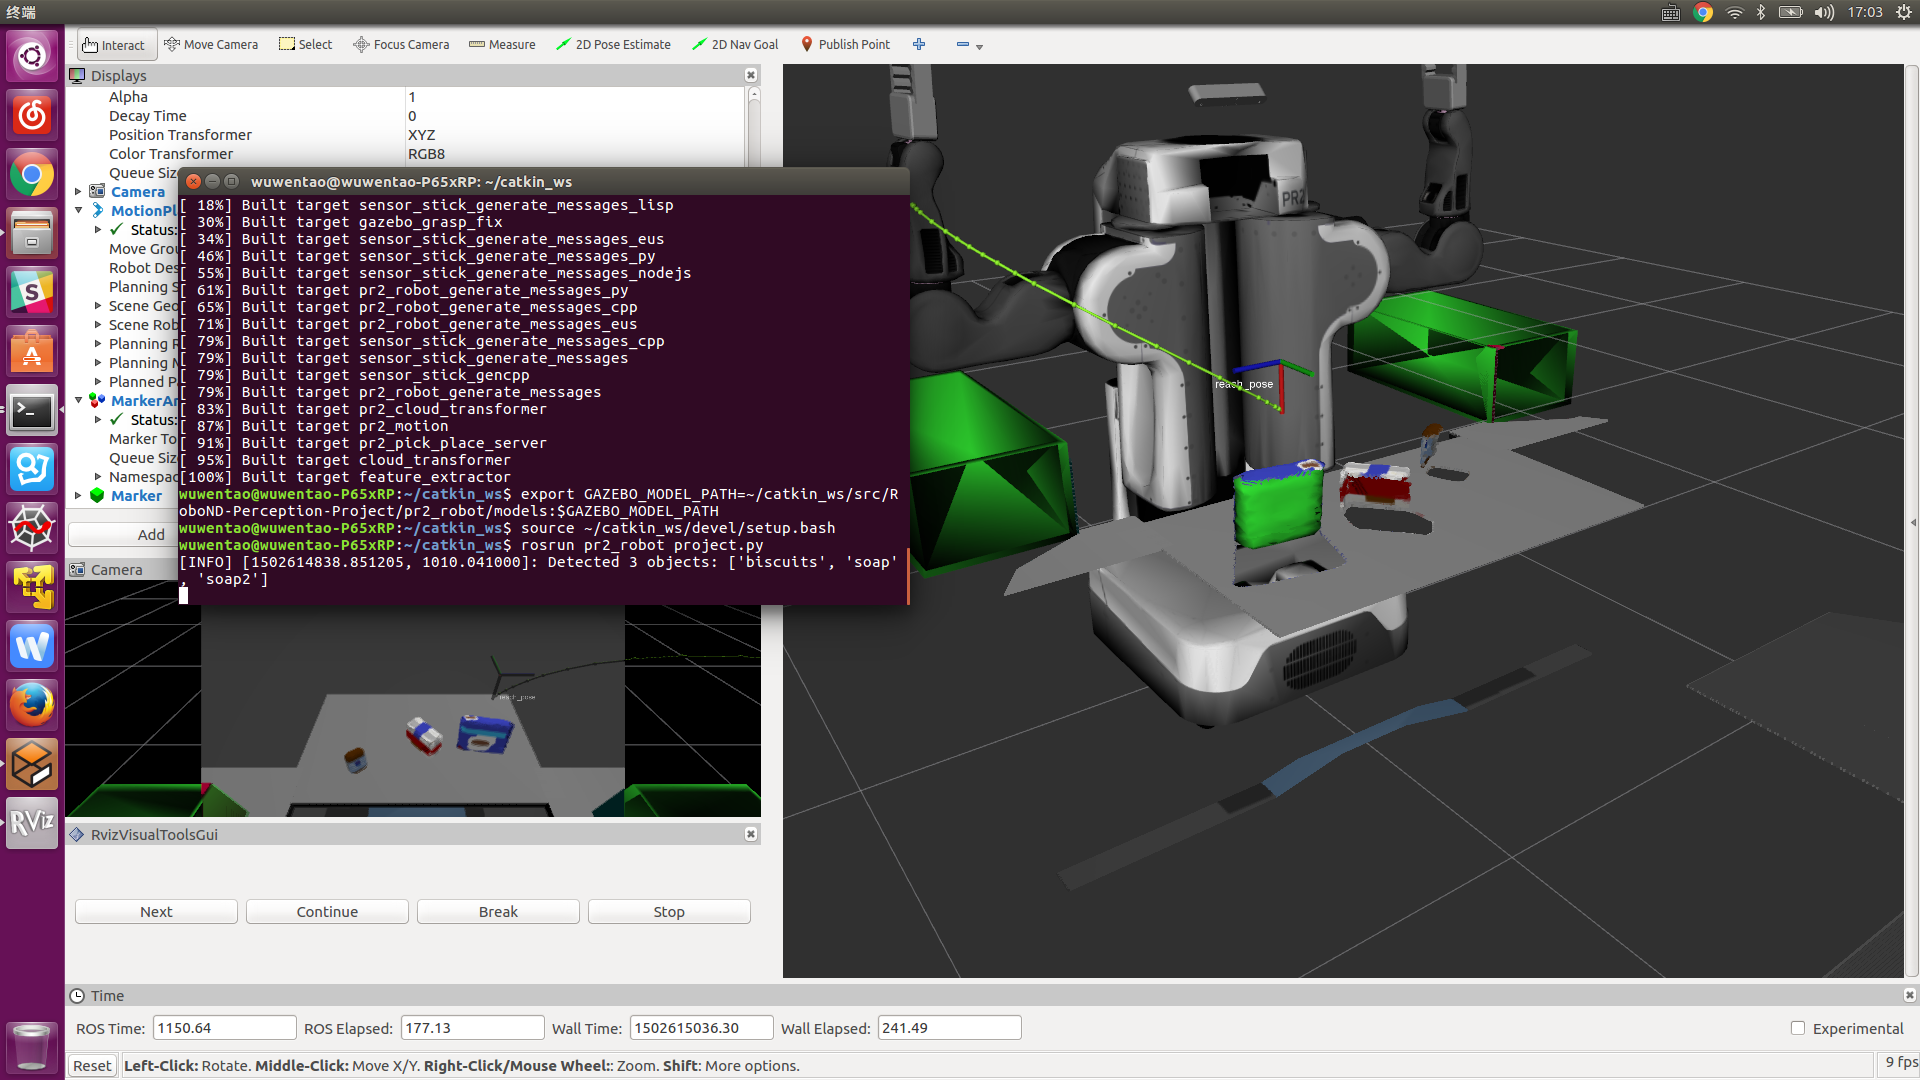 终端
17:03
Interact
Move Camera
Select
Focus Camera
Measure
2D Pose Estimate
2D Nav Goal
Publish Point
Displays
Alpha 1
Decay Time 0
Position Transformer XYZ
Color Transformer RGB8
Queue Siz
Camera
MotionPl
Status:
Move Grou
Robot Des
Planning S
Scene Geo
Scene Rob
Planning R
Planning M
Planned P
MarkerAr
Status:
Marker To
Queue Size
Namespac
Marker
Add
wuwentao@wuwentao-P65xRP: ~/catkin_ws
[ 18%] Built target sensor_stick_generate_messages_lisp
[ 30%] Built target gazebo_grasp_fix
[ 34%] Built target sensor_stick_generate_messages_eus
[ 46%] Built target sensor_stick_generate_messages_py
[ 55%] Built target sensor_stick_generate_messages_nodejs
[ 61%] Built target pr2_robot_generate_messages_py
[ 65%] Built target pr2_robot_generate_messages_cpp
[ 71%] Built target pr2_robot_generate_messages_eus
[ 79%] Built target sensor_stick_generate_messages_cpp
[ 79%] Built target sensor_stick_generate_messages
[ 79%] Built target sensor_stick_gencpp
[ 79%] Built target pr2_robot_generate_messages
[ 83%] Built target pr2_cloud_transformer
[ 87%] Built target pr2_motion
[ 91%] Built target pr2_pick_place_server
[ 95%] Built target cloud_transformer
[100%] Built target feature_extractor
wuwentao@wuwentao-P65xRP:~/catkin_ws$ export GAZEBO_MODEL_PATH=~/catkin_ws/src/R
oboND-Perception-Project/pr2_robot/models:$GAZEBO_MODEL_PATH
wuwentao@wuwentao-P65xRP:~/catkin_ws$ source ~/catkin_ws/devel/setup.bash
wuwentao@wuwentao-P65xRP:~/catkin_ws$ rosrun pr2_robot project.py
[INFO] [1502614838.851205, 1010.041000]: Detected 3 objects: ['biscuits', 'soap'
, 'soap2']
PR2
reach_pose
Camera
reach_pose
RvizVisualToolsGui
Next
Continue
Break
Stop
RViz
Time
ROS Time: 1150.64
ROS Elapsed: 177.13
Wall Time: 1502615036.30
Wall Elapsed: 241.49
Experimental
Reset
Left-Click: Rotate. Middle-Click: Move X/Y. Right-Click/Mouse Wheel:: Zoom. Shift: More options.
9 fps